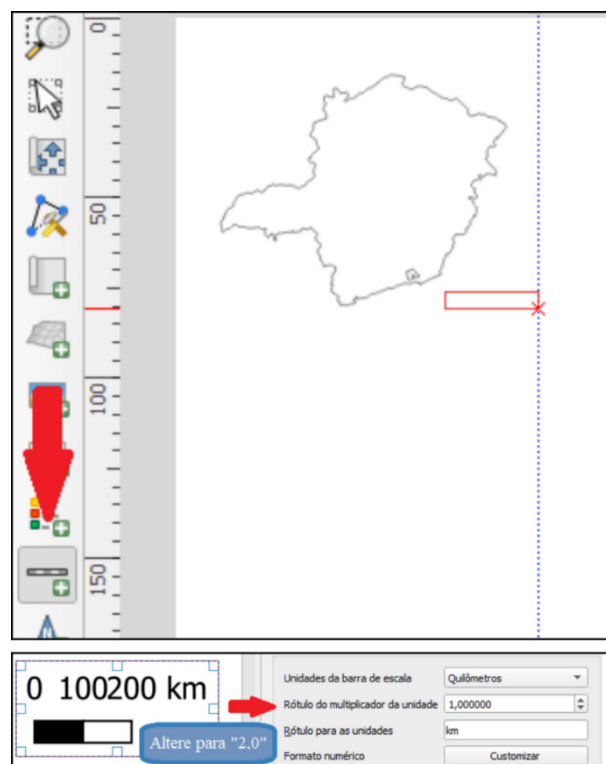 0
50
100
150
0 100200 km
Altere para "2,0"
Unidades da barra de escala Quilômetros
Rótulo do multiplicador da unidade 1,000000
Rótulo para as unidades km
Formato numérico Customizar